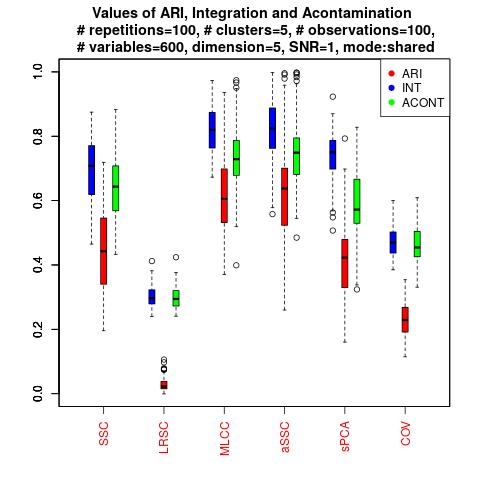 Values of ARI, Integration and Acontamination
# repetitions=100, # clusters=5, # observations=100,
# variables=600, dimension=5, SNR=1, mode:shared
ARI
INT
ACONT
1.0
0.8
0.6
0.4
0.2
0.0
SSC
LRSC
MLCC
aSSC
sPCA
COV